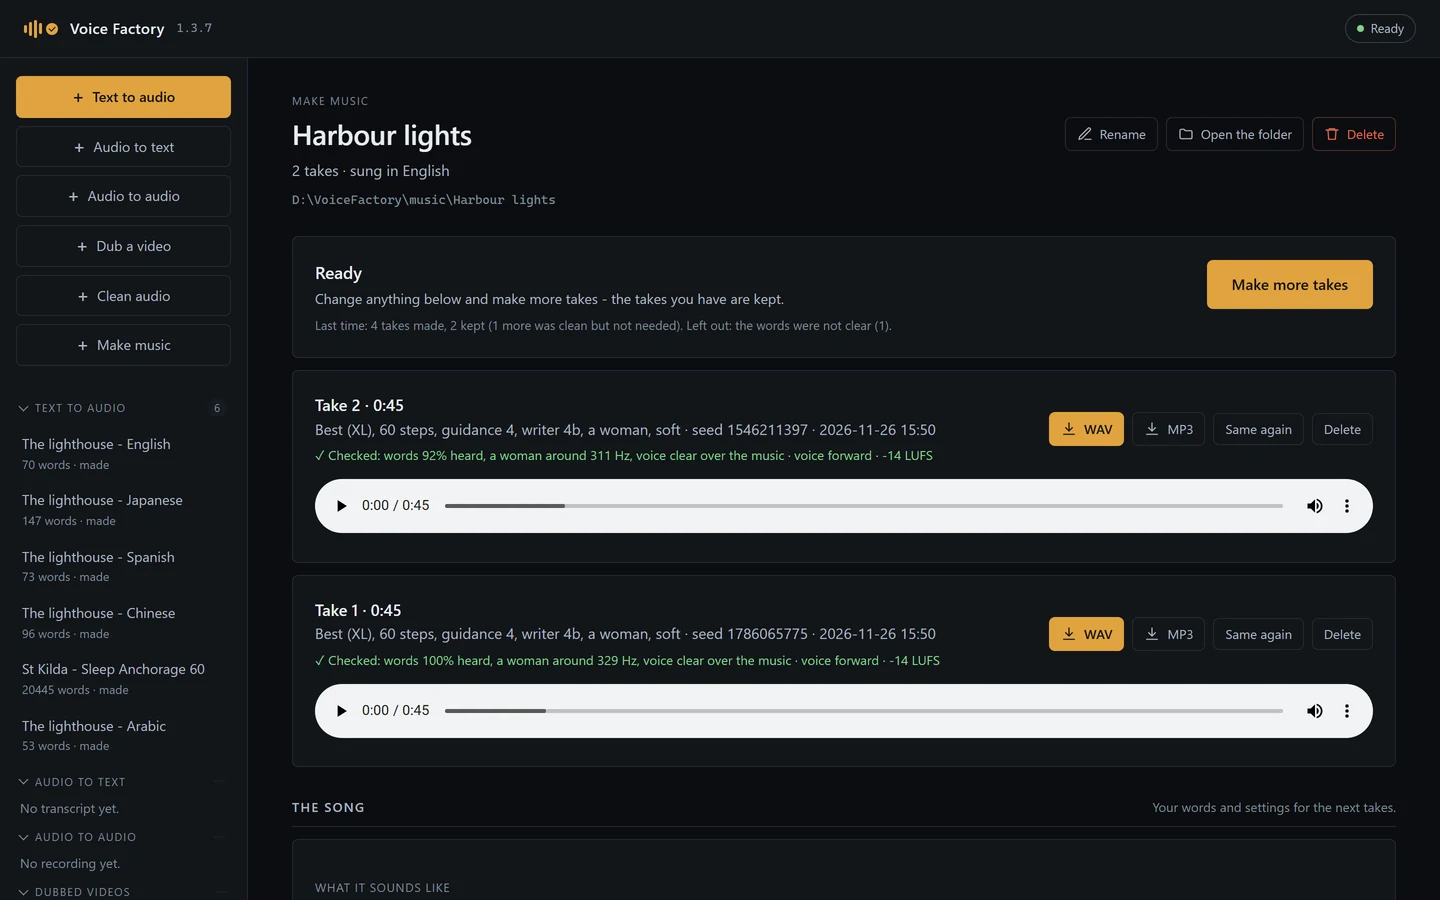 Voice Factory 1.3.7
Ready
+ Text to audio
+ Audio to text
+ Audio to audio
+ Dub a video
+ Clean audio
+ Make music
TEXT TO AUDIO 6
The lighthouse - English
70 words · made
The lighthouse - Japanese
147 words · made
The lighthouse - Spanish
73 words · made
The lighthouse - Chinese
96 words · made
St Kilda - Sleep Anchorage 60
20445 words · made
The lighthouse - Arabic
53 words · made
AUDIO TO TEXT
No transcript yet.
AUDIO TO AUDIO
No recording yet.
DUBBED VIDEOS
MAKE MUSIC
Harbour lights
2 takes · sung in English
D:\VoiceFactory\music\Harbour lights
Rename
Open the folder
Delete
Ready
Change anything below and make more takes - the takes you have are kept.
Last time: 4 takes made, 2 kept (1 more was clean but not needed). Left out: the words were not clear (1).
Make more takes
Take 2 · 0:45
Best (XL), 60 steps, guidance 4, writer 4b, a woman, soft · seed 1546211397 · 2026-11-26 15:50
✓ Checked: words 92% heard, a woman around 311 Hz, voice clear over the music · voice forward · -14 LUFS
WAV
MP3
Same again
Delete
0:00 / 0:45
Take 1 · 0:45
Best (XL), 60 steps, guidance 4, writer 4b, a woman, soft · seed 1786065775 · 2026-11-26 15:50
✓ Checked: words 100% heard, a woman around 329 Hz, voice clear over the music · voice forward · -14 LUFS
WAV
MP3
Same again
Delete
0:00 / 0:45
THE SONG
Your words and settings for the next takes.
WHAT IT SOUNDS LIKE